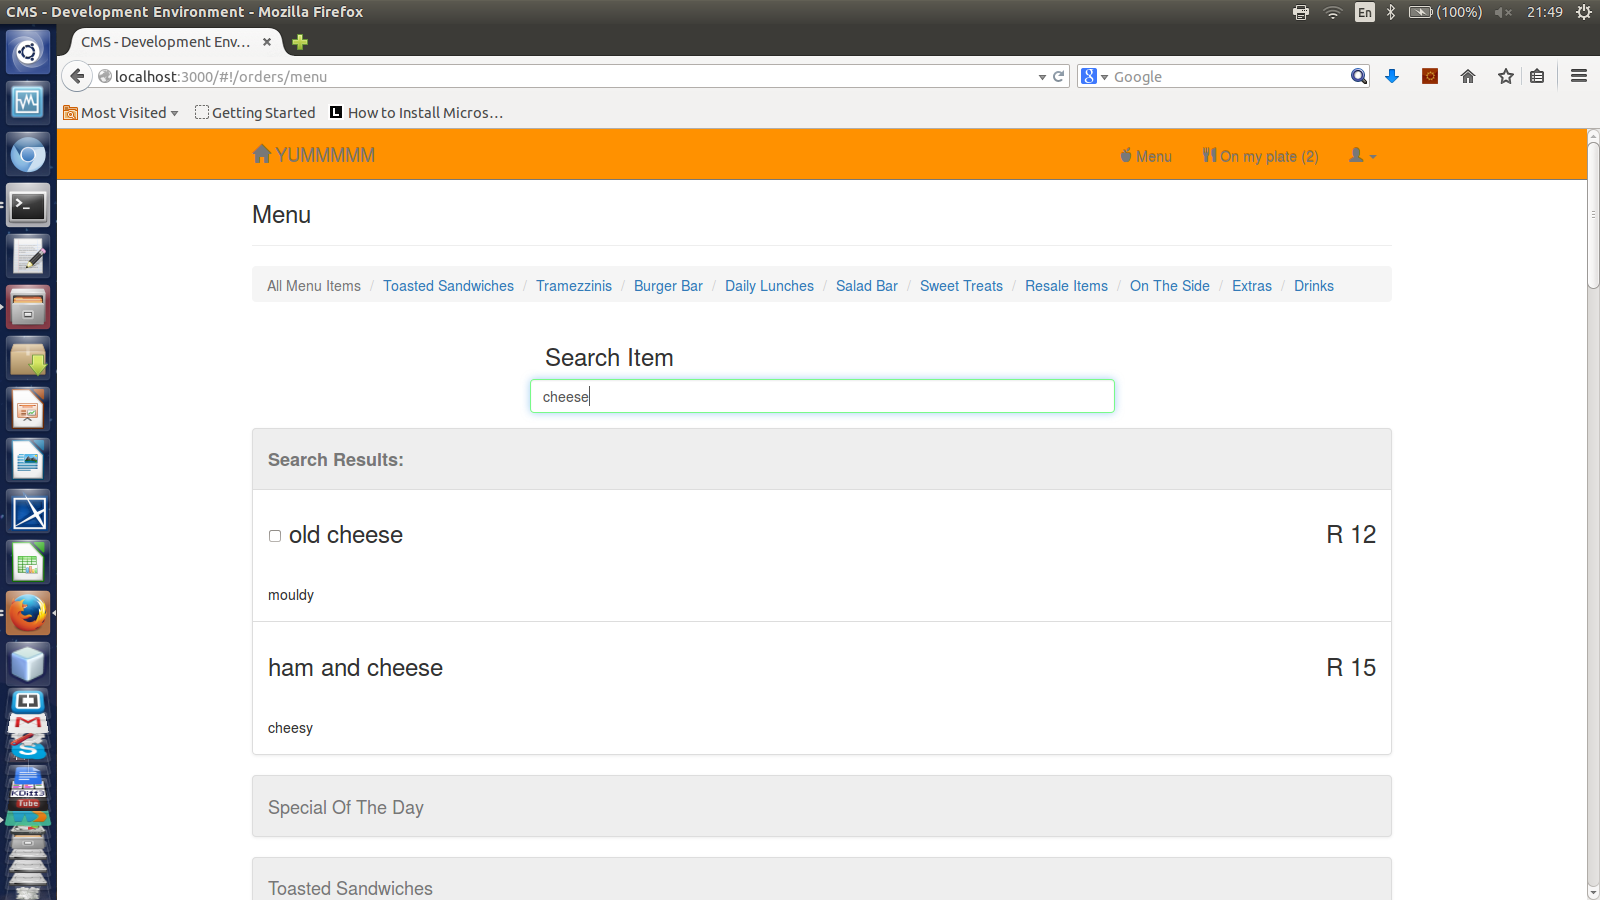 CMS - Development Environment - Mozilla Firefox
En (100%) 21:49
CMS - Development Env...
localhost:3000/#!/orders/menu
Google
Most Visited Getting Started How to Install Micros...
YUMMMMM Menu On my plate (2)
Menu
All Menu Items / Toasted Sandwiches / Tramezzinis / Burger Bar / Daily Lunches / Salad Bar / Sweet Treats / Resale Items / On The Side / Extras / Drinks
Search Item
cheese
Search Results:
old cheese R 12
mouldy
ham and cheese R 15
cheesy
Special Of The Day
Toasted Sandwiches
KDiff3
Tube